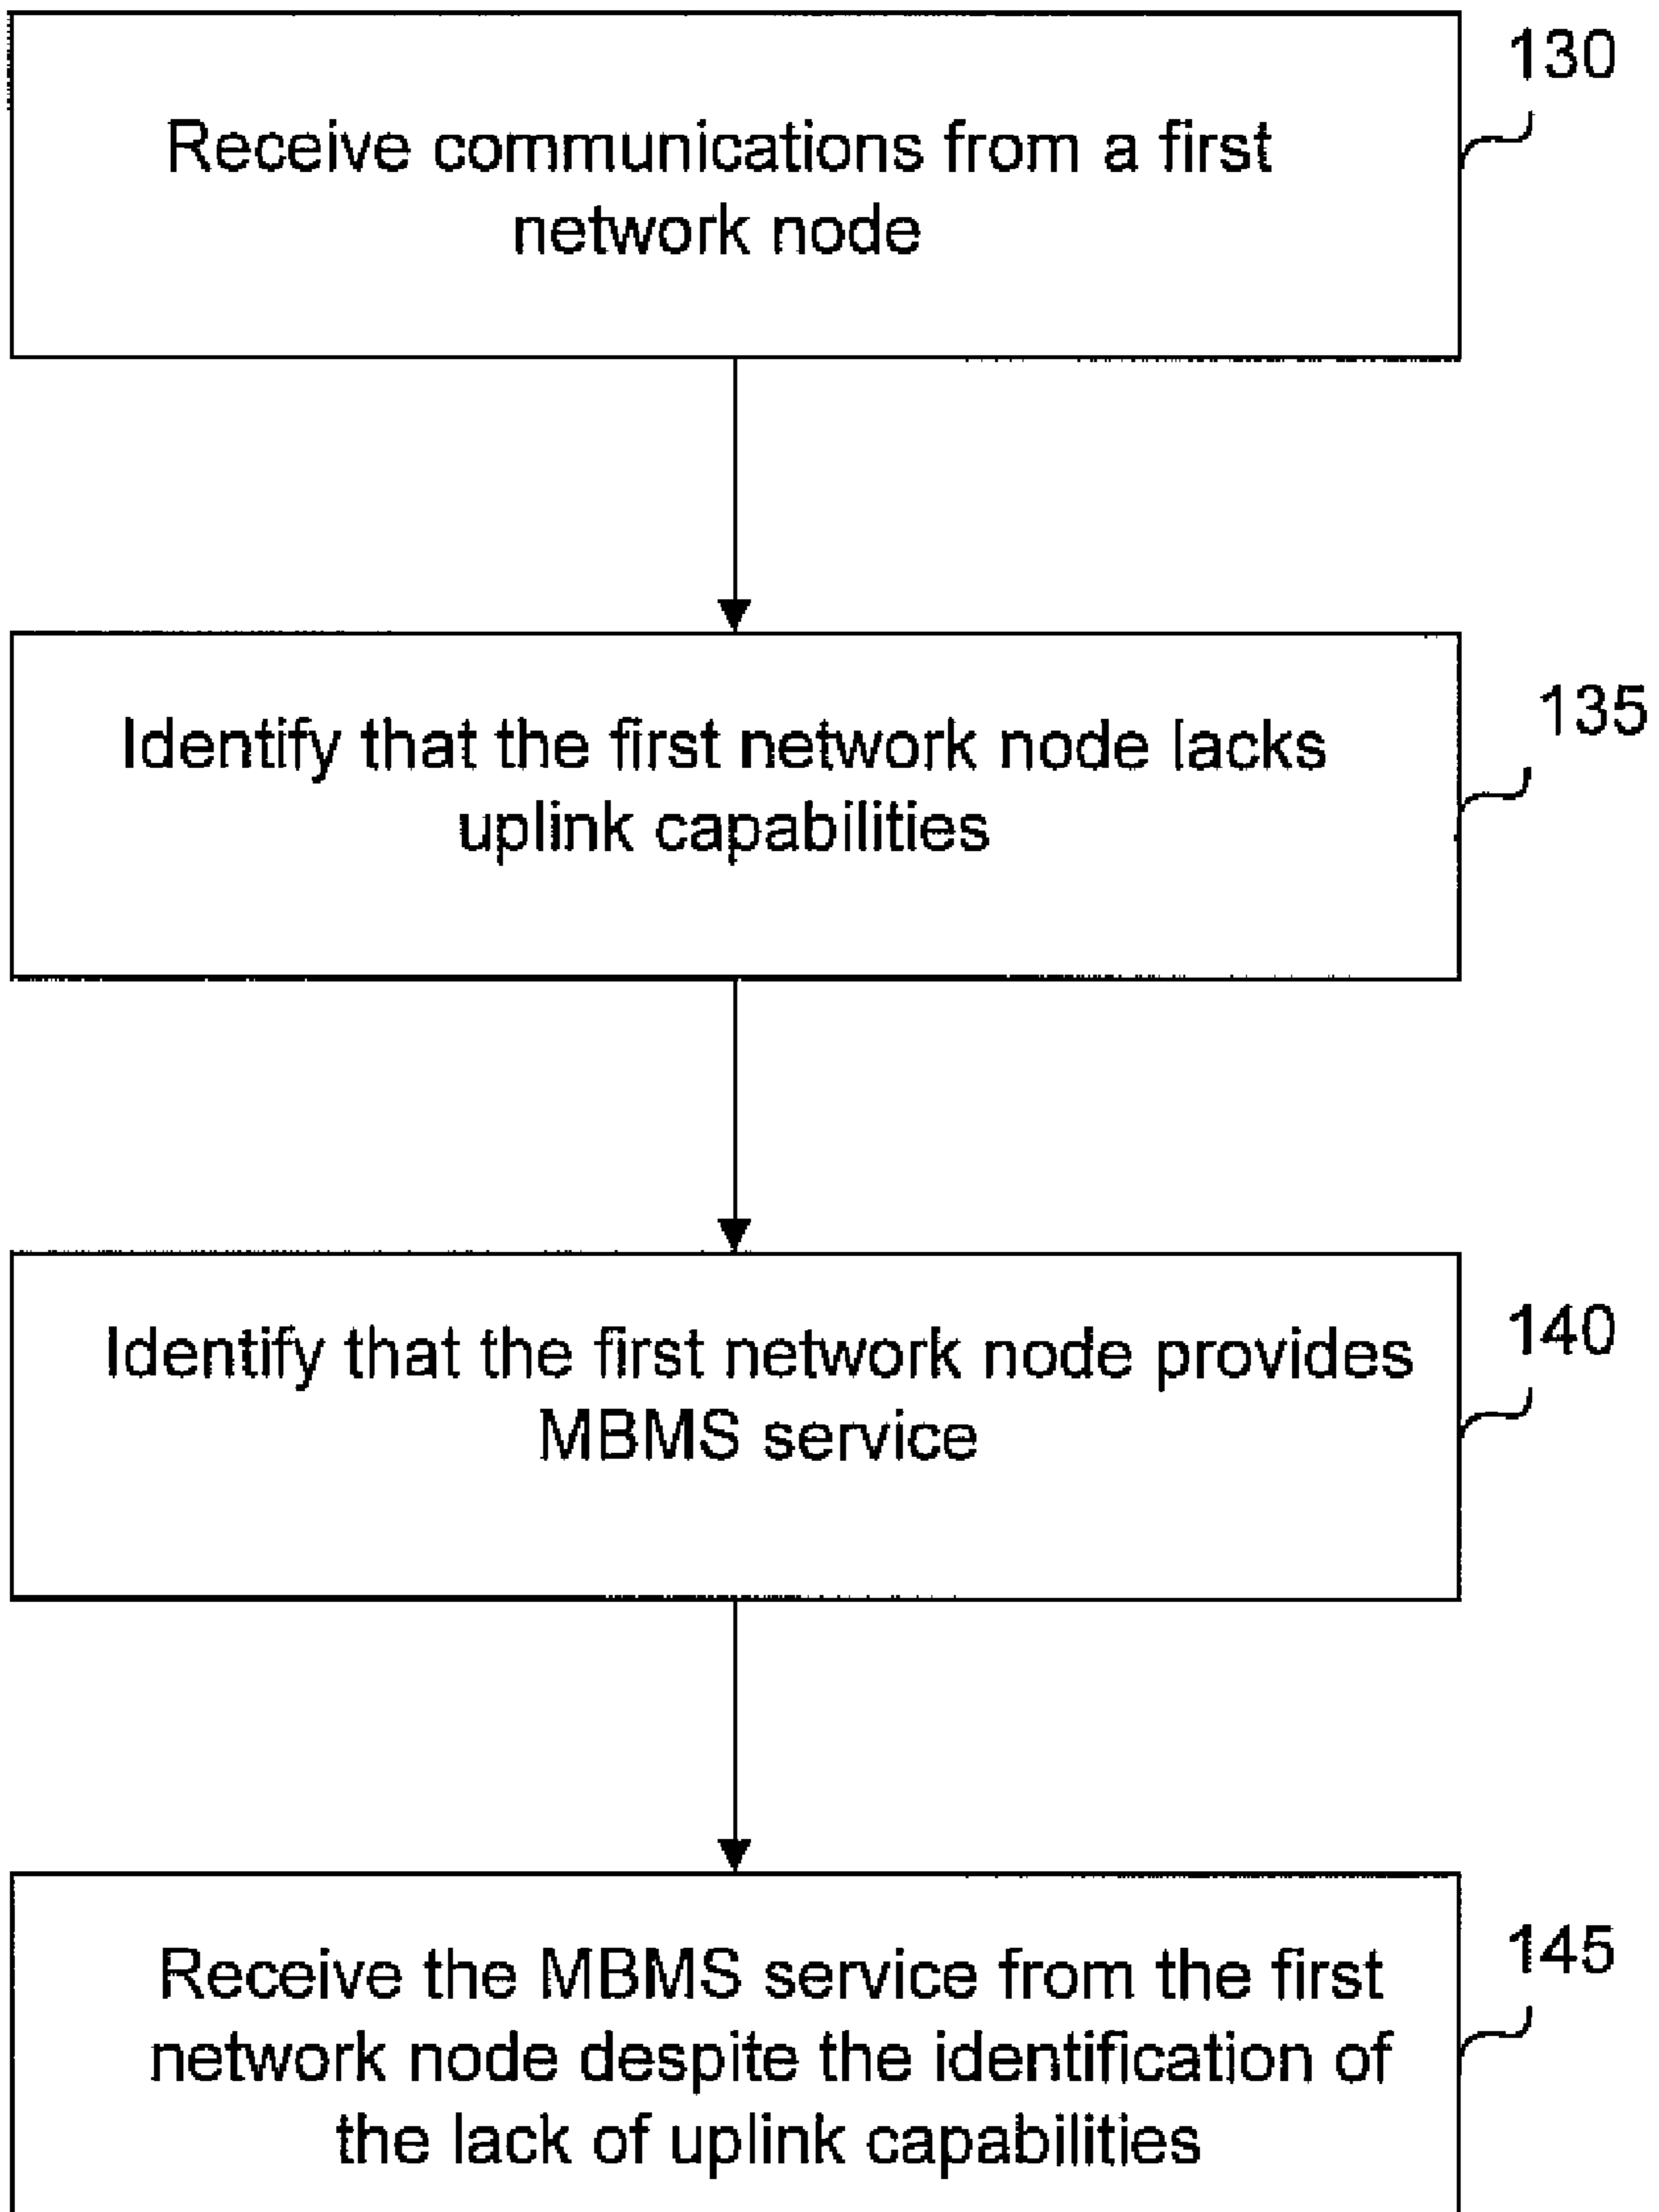 130
Receive communications from a first
network node
135
Identify that the first network node lacks
uplink capabilities
140
Identify that the first network node provides
MBMS service
145
Receive the MBMS service from the first
network node despite the identification of
the lack of uplink capabilities